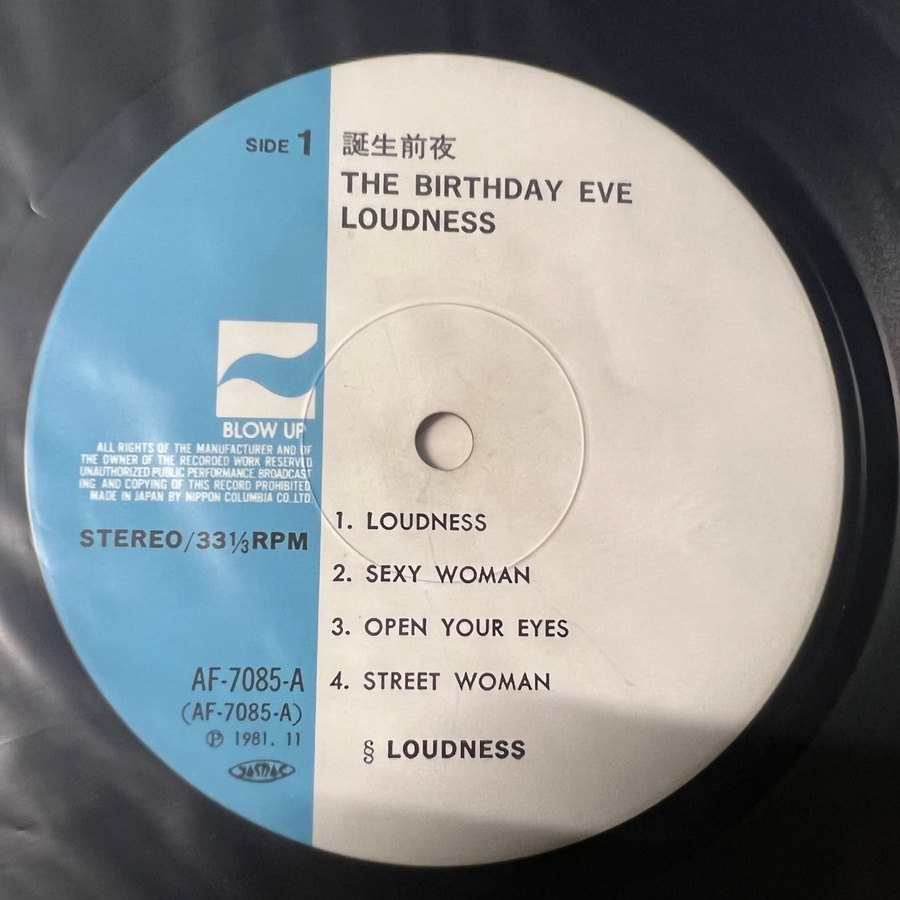 SIDE 1
誕生前夜
THE BIRTHDAY EVE
LOUDNESS
BLOW UP
ALL RIGHTS OF THE MANUFACTURER AND OF
THE OWNER OF THE RECORDED WORK RESERVED
UNAUTHORIZED PUBLIC PERFORMANCE BROADCAST
ING AND COPYING OF THIS RECORD PROHIBITED
MADE IN JAPAN BY NIPPON COLUMBIA CO.LTD
STEREO/33⅓RPM
1. LOUDNESS
2. SEXY WOMAN
3. OPEN YOUR EYES
4. STREET WOMAN
§ LOUDNESS
AF-7085-A
(AF-7085-A)
Ⓟ 1981. 11
JASRAC